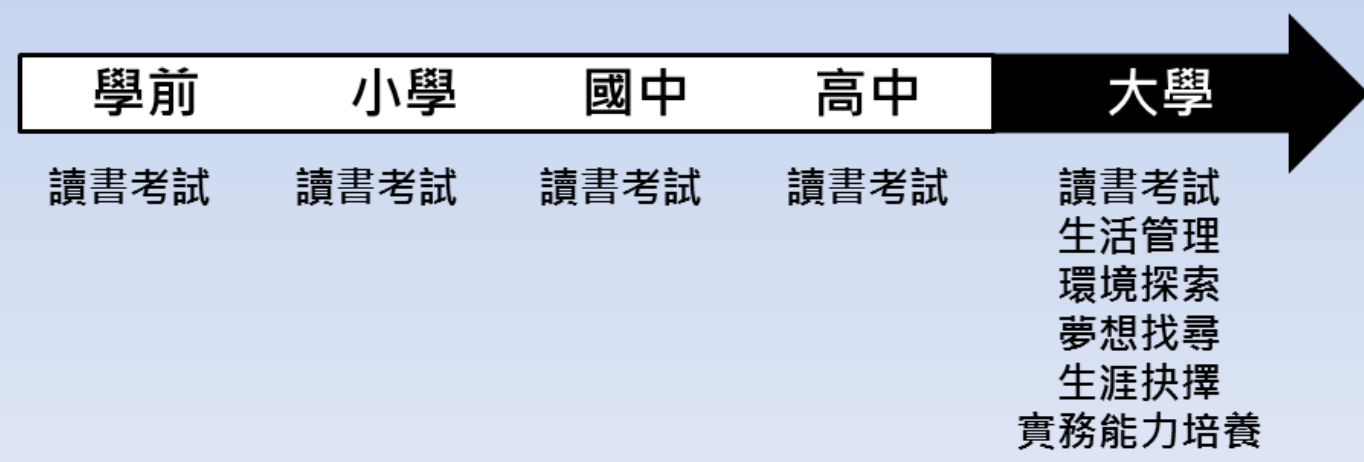 學前 小學 國中 高中 大學
讀書考試 讀書考試 讀書考試 讀書考試 讀書考試
生活管理
環境探索
夢想找尋
生涯抉擇
實務能力培養